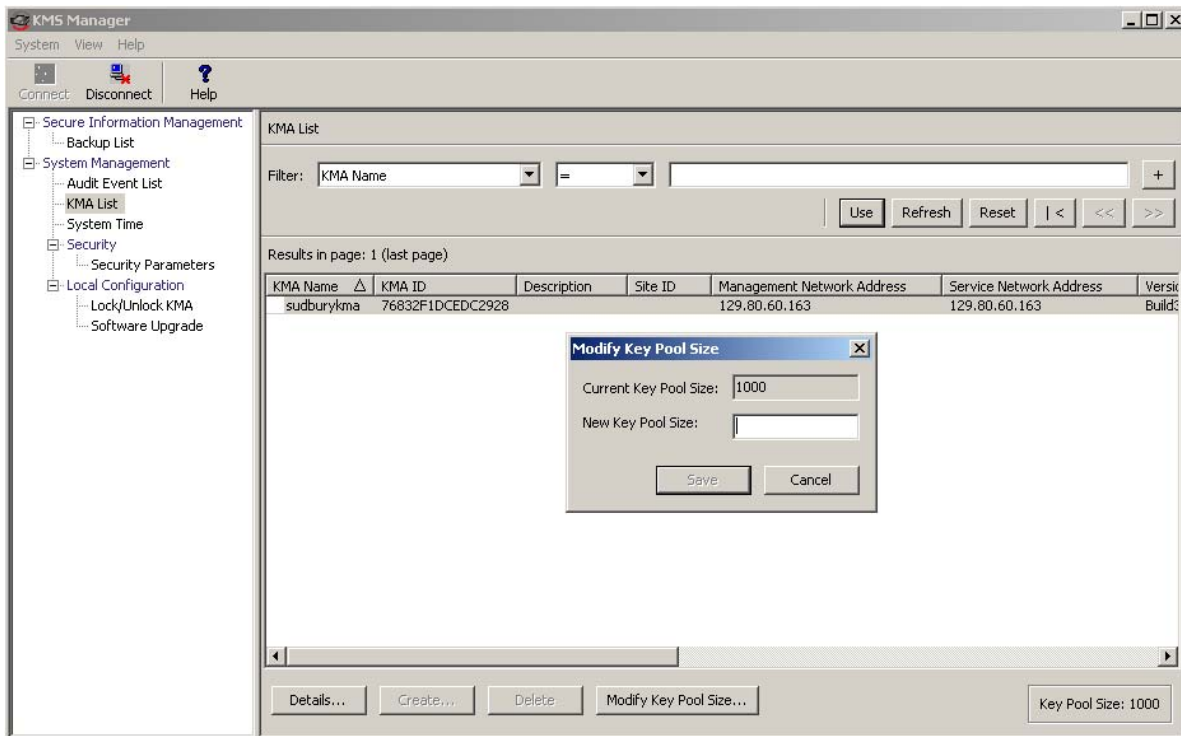 KMS Manager
System View Help
Connect Disconnect Help
Secure Information Management
Backup List
System Management
Audit Event List
KMA List
System Time
Security
Security Parameters
Local Configuration
Lock/Unlock KMA
Software Upgrade
KMA List
Filter: KMA Name = +
Use Refresh Reset |< << >>
Results in page: 1 (last page)
KMA Name KMA ID Description Site ID Management Network Address Service Network Address
sudburykma 76832F1DCEDC2928 129.80.60.163 129.80.60.163
Modify Key Pool Size
Current Key Pool Size: 1000
New Key Pool Size:
Save Cancel
Details... Create... Delete Modify Key Pool Size... Key Pool Size: 1000